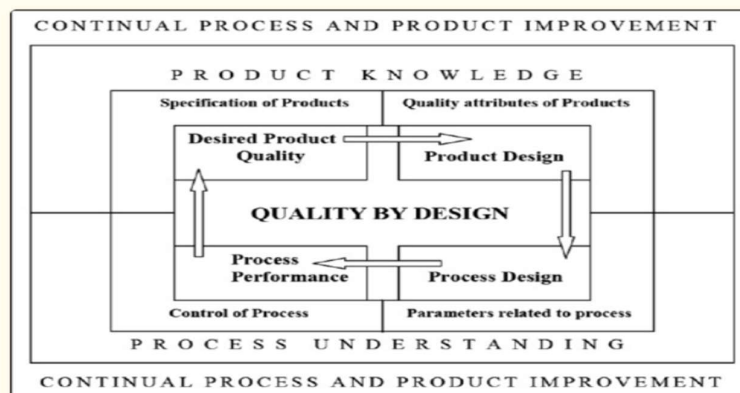 CONTINUAL PROCESS AND PRODUCT IMPROVEMENT
PRODUCT KNOWLEDGE
Specification of Products
Quality attributes of Products
Desired Product
Quality
Product Design
QUALITY BY DESIGN
Process
Performance
Process Design
Control of Process
Parameters related to process
PROCESS UNDERSTANDING
CONTINUAL PROCESS AND PRODUCT IMPROVEMENT